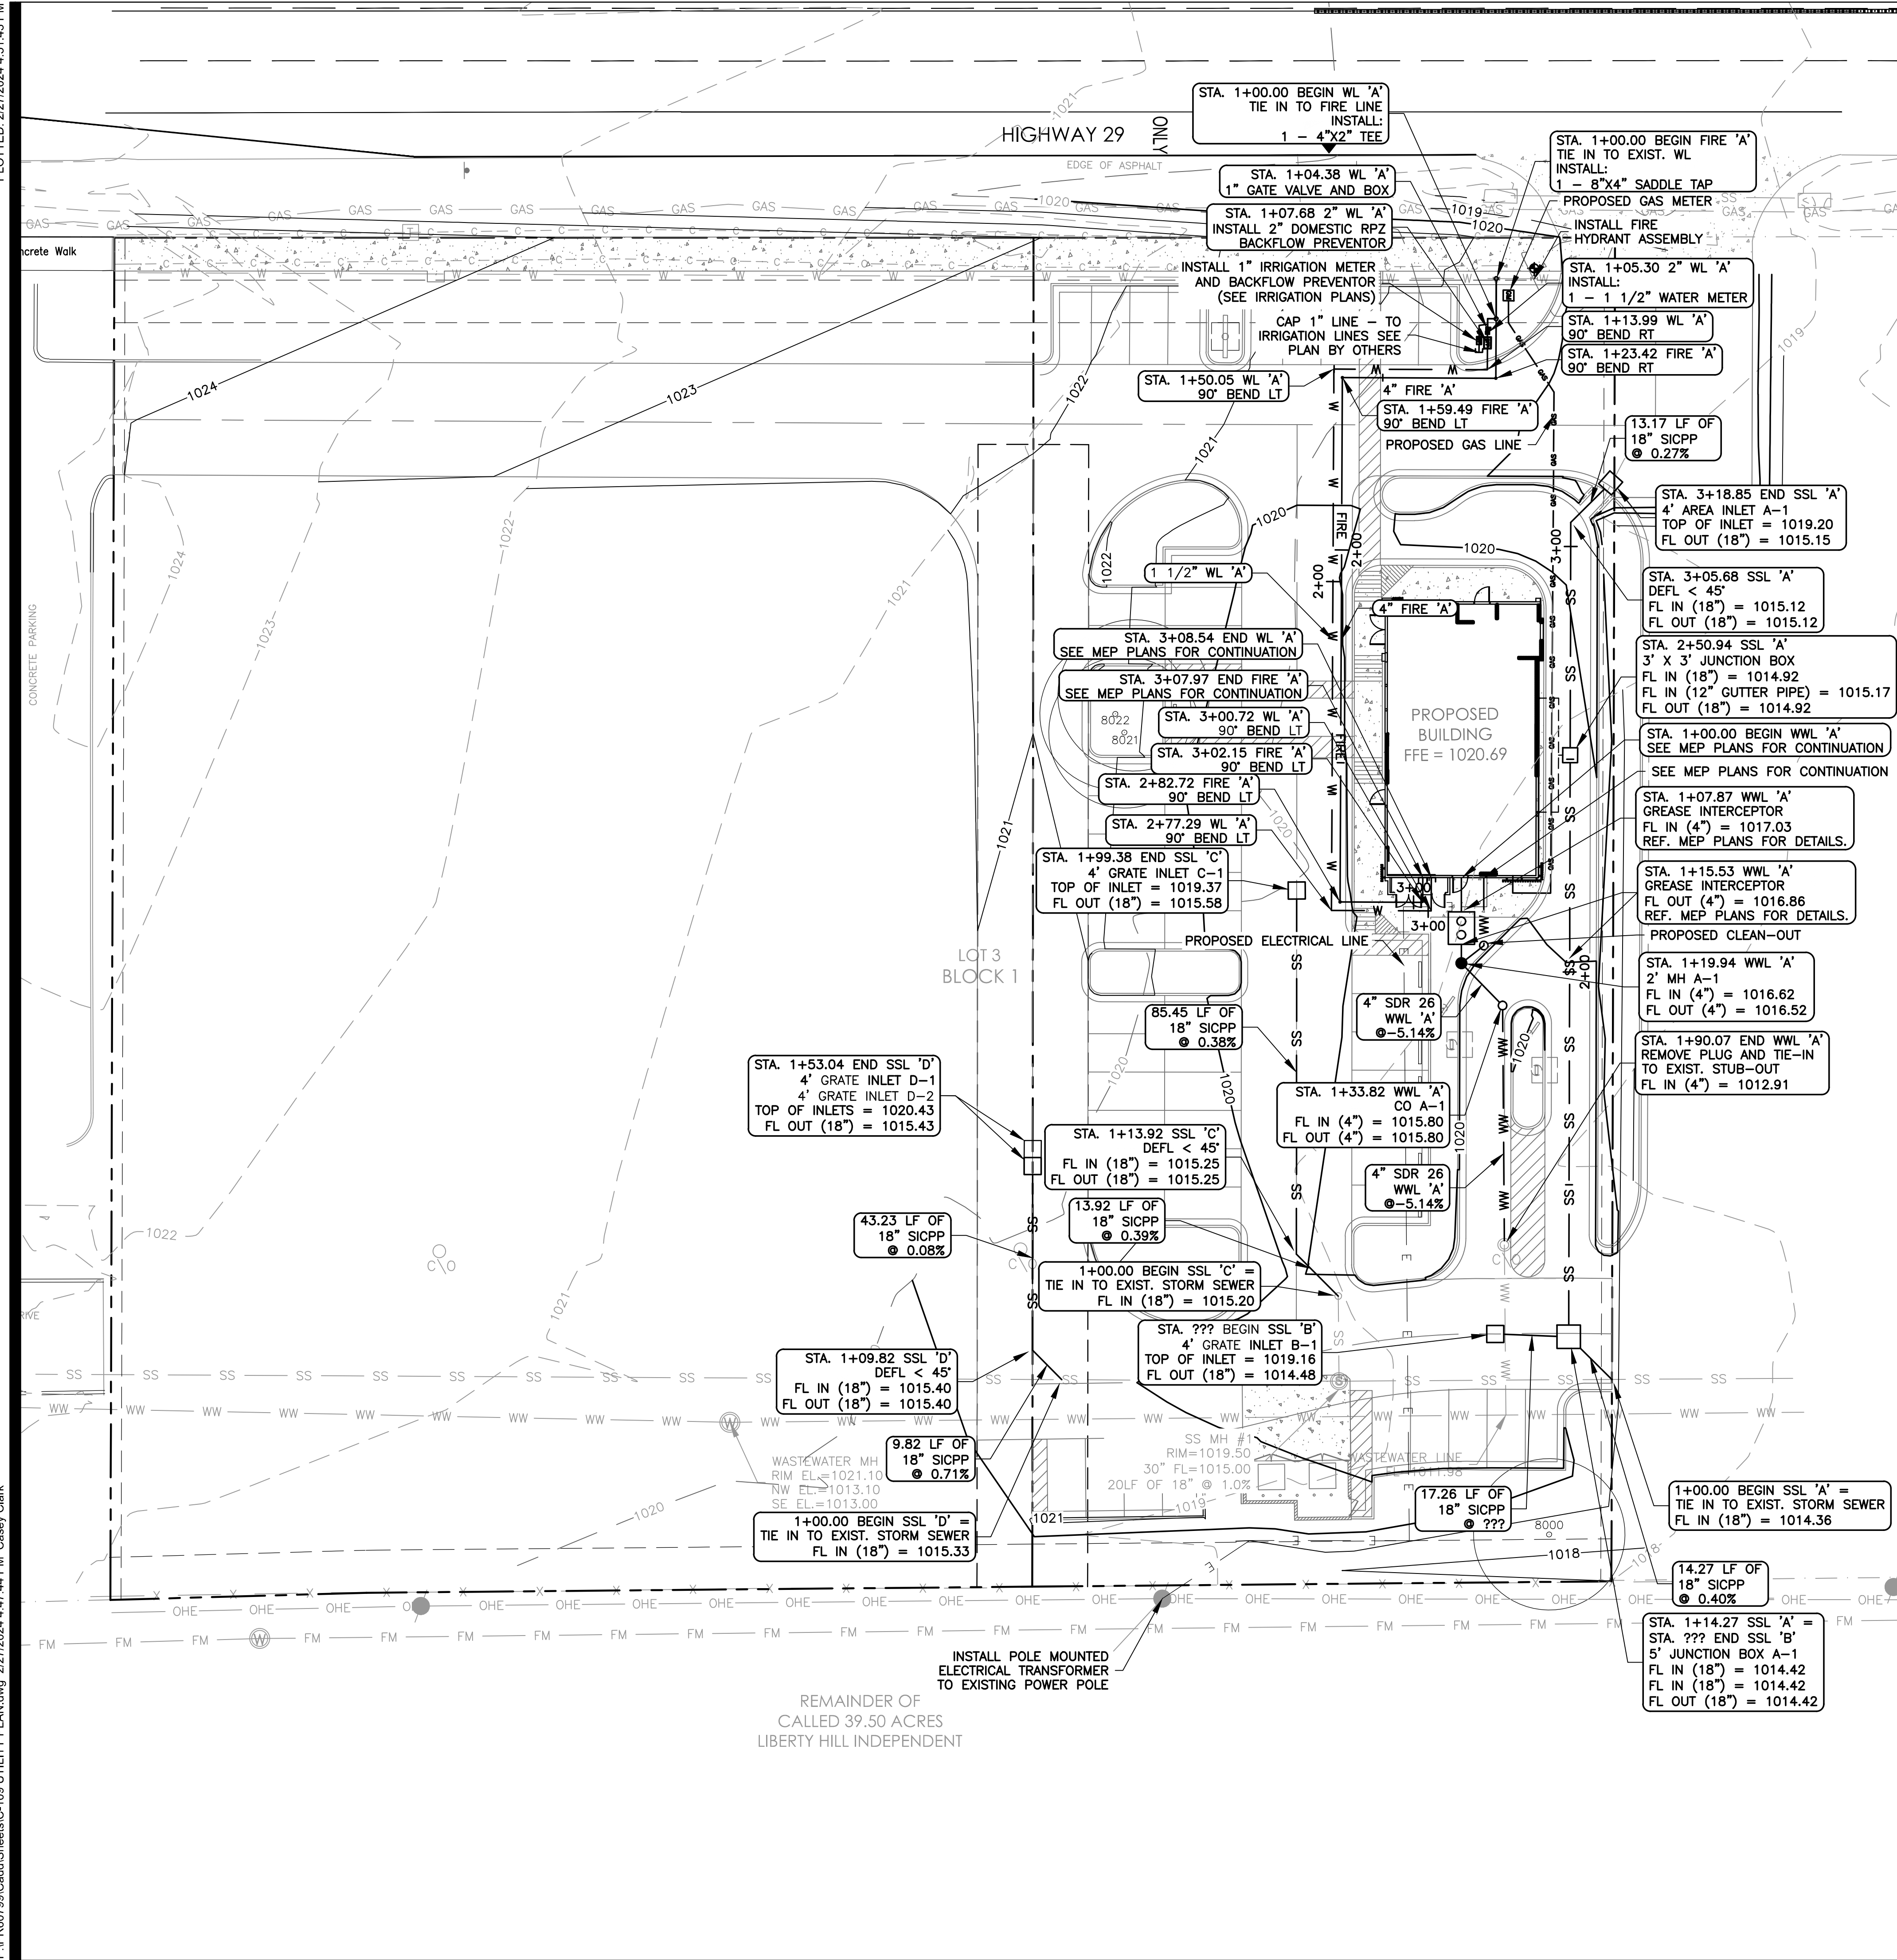 HIGHWAY 29
ONLY
EDGE OF ASPHALT
STA. 1+00.00 BEGIN WL 'A'
TIE IN TO FIRE LINE
INSTALL:
1 - 4"X2" TEE
STA. 1+04.38 WL 'A'
1" GATE VALVE AND BOX
STA. 1+07.68 2" WL 'A'
INSTALL 2" DOMESTIC RPZ
BACKFLOW PREVENTOR
INSTALL 1" IRRIGATION METER
AND BACKFLOW PREVENTOR
(SEE IRRIGATION PLANS)
CAP 1" LINE - TO
IRRIGATION LINES SEE
PLAN BY OTHERS
STA. 1+50.05 WL 'A'
90° BEND LT
STA. 1+00.00 BEGIN FIRE 'A'
TIE IN TO EXIST. WL
INSTALL:
1 - 8"X4" SADDLE TAP
PROPOSED GAS METER
INSTALL FIRE
HYDRANT ASSEMBLY
STA. 1+05.30 2" WL 'A'
INSTALL:
1 - 1 1/2" WATER METER
STA. 1+13.99 WL 'A'
90° BEND RT
STA. 1+23.42 FIRE 'A'
90° BEND RT
4" FIRE 'A'
STA. 1+59.49 FIRE 'A'
90° BEND LT
PROPOSED GAS LINE
13.17 LF OF
18" SICPP
@ 0.27%
STA. 3+18.85 END SSL 'A'
4' AREA INLET A-1
TOP OF INLET = 1019.20
FL OUT (18") = 1015.15
STA. 3+05.68 SSL 'A'
DEFL < 45°
FL IN (18") = 1015.12
FL OUT (18") = 1015.12
STA. 2+50.94 SSL 'A'
3' X 3' JUNCTION BOX
FL IN (18") = 1014.92
FL IN (12" GUTTER PIPE) = 1015.17
FL OUT (18") = 1014.92
STA. 1+00.00 BEGIN WWL 'A'
SEE MEP PLANS FOR CONTINUATION
SEE MEP PLANS FOR CONTINUATION
STA. 1+07.87 WWL 'A'
GREASE INTERCEPTOR
FL IN (4") = 1017.03
REF. MEP PLANS FOR DETAILS.
STA. 1+15.53 WWL 'A'
GREASE INTERCEPTOR
FL OUT (4") = 1016.86
REF. MEP PLANS FOR DETAILS.
PROPOSED CLEAN-OUT
STA. 1+19.94 WWL 'A'
2' MH A-1
FL IN (4") = 1016.62
FL OUT (4") = 1016.52
STA. 1+90.07 END WWL 'A'
REMOVE PLUG AND TIE-IN
TO EXIST. STUB-OUT
FL IN (4") = 1012.91
1 1/2" WL 'A'
4" FIRE 'A'
STA. 3+08.54 END WL 'A'
SEE MEP PLANS FOR CONTINUATION
STA. 3+07.97 END FIRE 'A'
SEE MEP PLANS FOR CONTINUATION
STA. 3+00.72 WL 'A'
90° BEND LT
STA. 3+02.15 FIRE 'A'
90° BEND LT
STA. 2+82.72 FIRE 'A'
90° BEND LT
STA. 2+77.29 WL 'A'
90° BEND LT
STA. 1+99.38 END SSL 'C'
4' GRATE INLET C-1
TOP OF INLET = 1019.37
FL OUT (18") = 1015.58
PROPOSED
BUILDING
FFE = 1020.69
8022
8021
2+00
2+00
3+00
3+00
3+00
2+00
PROPOSED ELECTRICAL LINE
LOT 3
BLOCK 1
85.45 LF OF
18" SICPP
@ 0.38%
4" SDR 26
WWL 'A'
@-5.14%
STA. 1+53.04 END SSL 'D'
4' GRATE INLET D-1
4' GRATE INLET D-2
TOP OF INLETS = 1020.43
FL OUT (18") = 1015.43
STA. 1+33.82 WWL 'A'
CO A-1
FL IN (4") = 1015.80
FL OUT (4") = 1015.80
STA. 1+13.92 SSL 'C'
DEFL < 45°
FL IN (18") = 1015.25
FL OUT (18") = 1015.25
4" SDR 26
WWL 'A'
@-5.14%
43.23 LF OF
18" SICPP
@ 0.08%
13.92 LF OF
18" SICPP
@ 0.39%
1+00.00 BEGIN SSL 'C' =
TIE IN TO EXIST. STORM SEWER
FL IN (18") = 1015.20
STA. ??? BEGIN SSL 'B'
4' GRATE INLET B-1
TOP OF INLET = 1019.16
FL OUT (18") = 1014.48
STA. 1+09.82 SSL 'D'
DEFL < 45°
FL IN (18") = 1015.40
FL OUT (18") = 1015.40
9.82 LF OF
18" SICPP
@ 0.71%
WASTEWATER MH
RIM EL.=1021.10
NW EL.=1013.10
SE EL.=1013.00
SS MH #1
RIM=1019.50
30" FL=1015.00
20LF OF 18" @ 1.0%
WASTEWATER LINE
1+00.00 BEGIN SSL 'D' =
TIE IN TO EXIST. STORM SEWER
FL IN (18") = 1015.33
17.26 LF OF
18" SICPP
@ ???
8000
1+00.00 BEGIN SSL 'A' =
TIE IN TO EXIST. STORM SEWER
FL IN (18") = 1014.36
14.27 LF OF
18" SICPP
@ 0.40%
STA. 1+14.27 SSL 'A' =
STA. ??? END SSL 'B'
5' JUNCTION BOX A-1
FL IN (18") = 1014.42
FL IN (18") = 1014.42
FL OUT (18") = 1014.42
INSTALL POLE MOUNTED
ELECTRICAL TRANSFORMER
TO EXISTING POWER POLE
REMAINDER OF
CALLED 39.50 ACRES
LIBERTY HILL INDEPENDENT
CONCRETE PARKING
1024
1023
1022
1021
1020
1019
1018